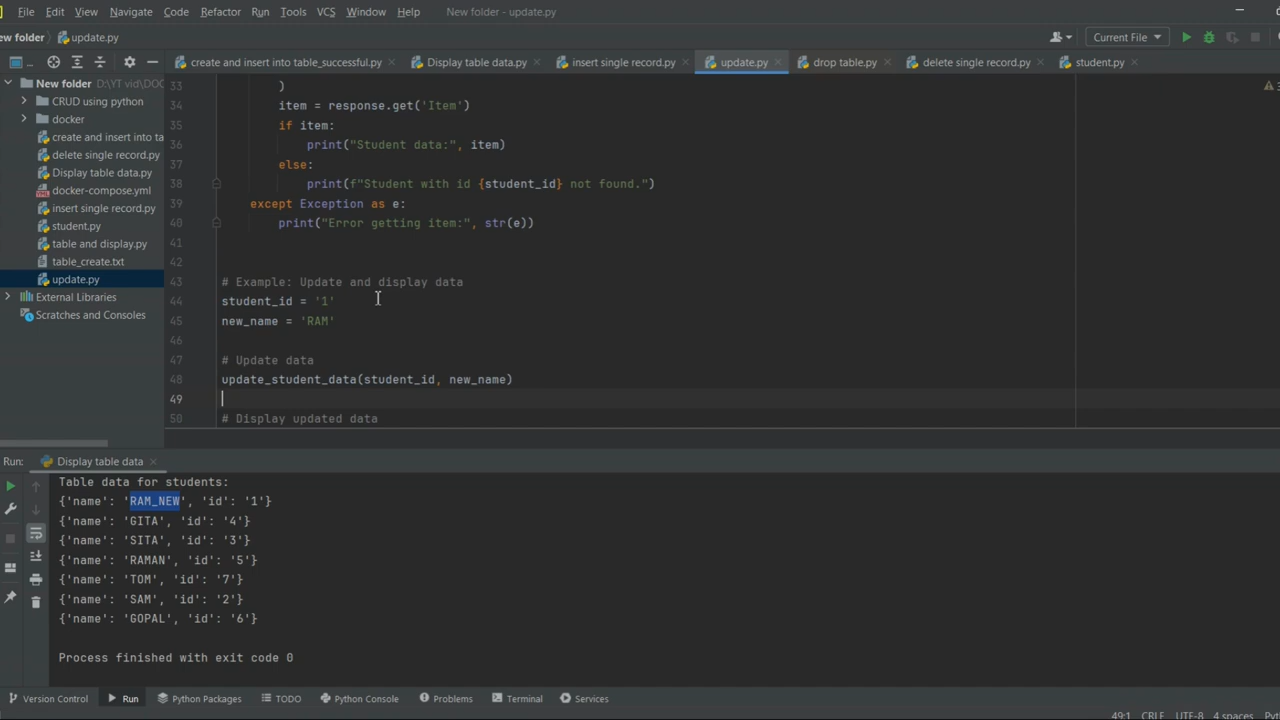 File Edit View Navigate Code Refactor Run Tools VCS Window Help New folder - update.py
ew folder update.py Current File
New folder
CRUD using python
docker
create and insert into ta
delete single record.py
Display table data.py
docker-compose.yml
insert single record.py
student.py
table and display.py
table_create.txt
update.py
External Libraries
Scratches and Consoles
create and insert into table_successful.py Display table data.py insert single record.py update.py drop table.py delete single record.py student.py
33 )
34 item = response.get('Item')
35 if item:
36 print("Student data:", item)
37 else:
38 print(f"Student with id {student_id} not found.")
39 except Exception as e:
40 print("Error getting item:", str(e))
41
42
43 # Example: Update and display data
44 student_id = '1'
45 new_name = 'RAM'
46
47 # Update data
48 update_student_data(student_id, new_name)
49
50 # Display updated data
Run: Display table data
Table data for students:
{'name': 'RAM_NEW', 'id': '1'}
{'name': 'GITA', 'id': '4'}
{'name': 'SITA', 'id': '3'}
{'name': 'RAMAN', 'id': '5'}
{'name': 'TOM', 'id': '7'}
{'name': 'SAM', 'id': '2'}
{'name': 'GOPAL', 'id': '6'}
Process finished with exit code 0
Version Control Run Python Packages TODO Python Console Problems Terminal Services
49:1 CRLF UTF-8 4 spaces